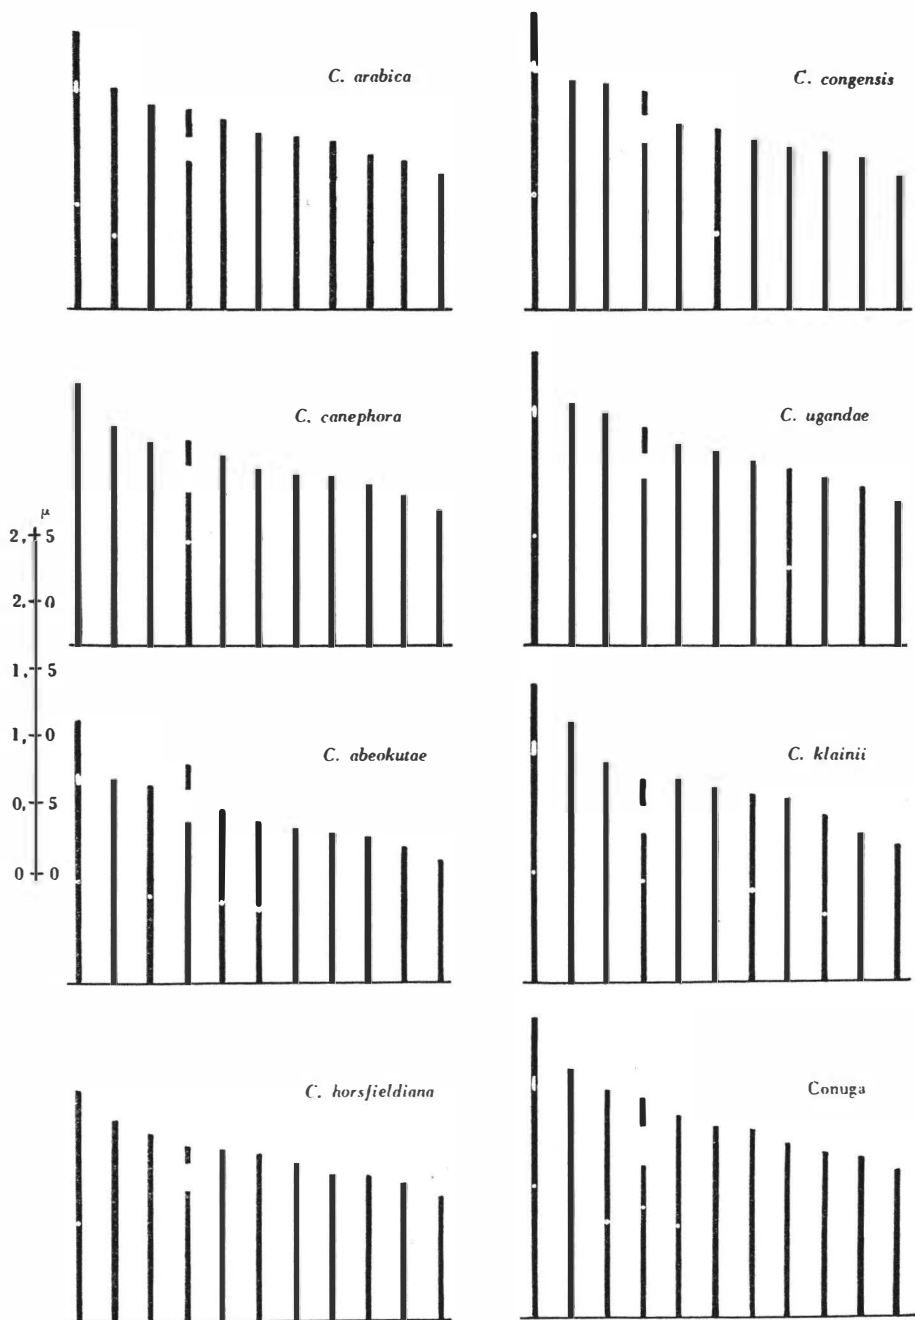 C. arabica
C. congensis
C. canephora
C. ugandae
μ
2, 5
2, 0
1, 5
1, 0
0, 5
0 0
C. abeokutae
C. klainii
C. horsfieldiana
Conuga